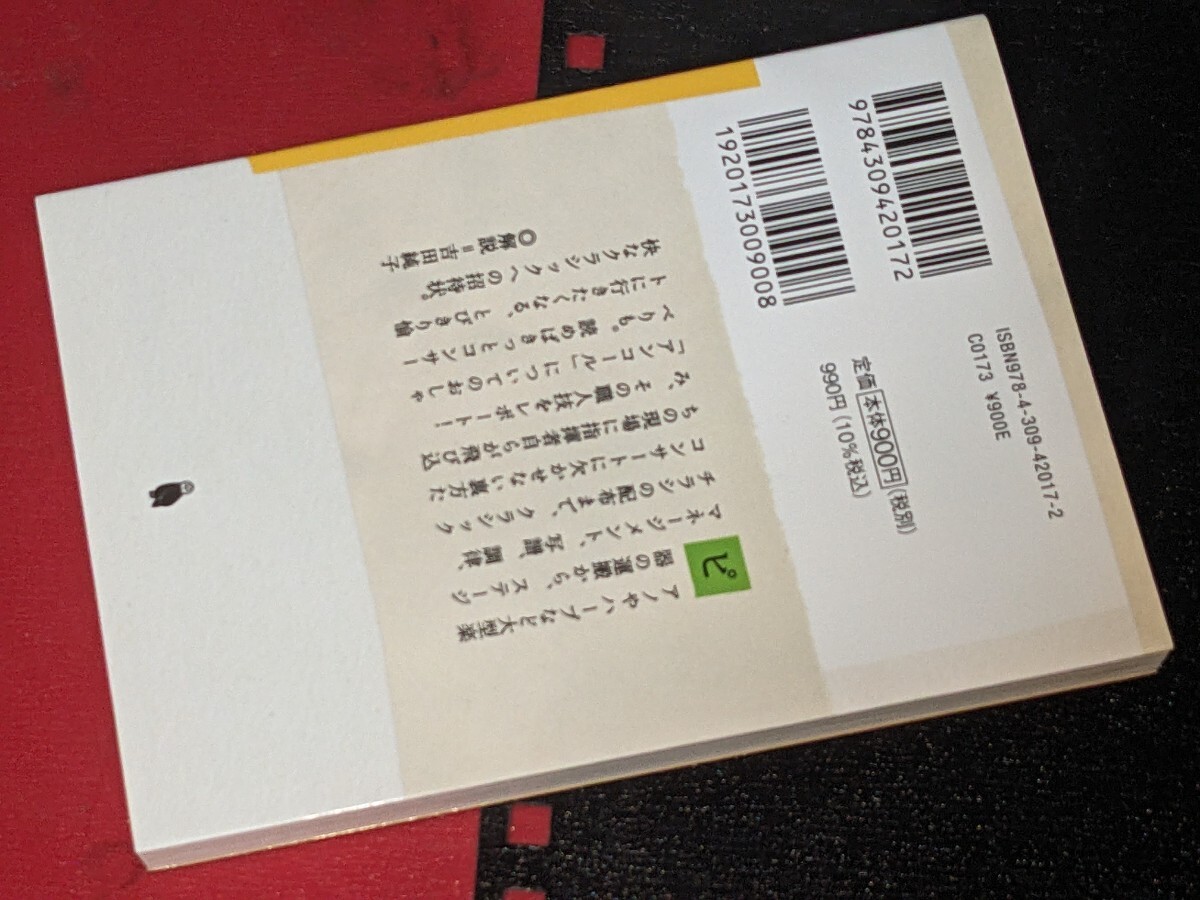 9784309420172
1920173009008
ISBN978-4-309-42017-2
C0173 ¥900E
定価 本体900円(税別)
990円(10%税込)
ピアノやハープなど大型楽
器の運搬から、ステージ
マネージメント、写譜、調律、
チラシの配布まで、クラシック
コンサートに欠かせない裏方た
ちの現場に指揮者自らが飛び込
み、その職人技をレポート！
「アンコール」についてのおしゃ
べりも。読めばきっとコンサー
トに行きたくなる、とびきり愉
快なクラシックへの招待状。
◎解説＝吉田純子